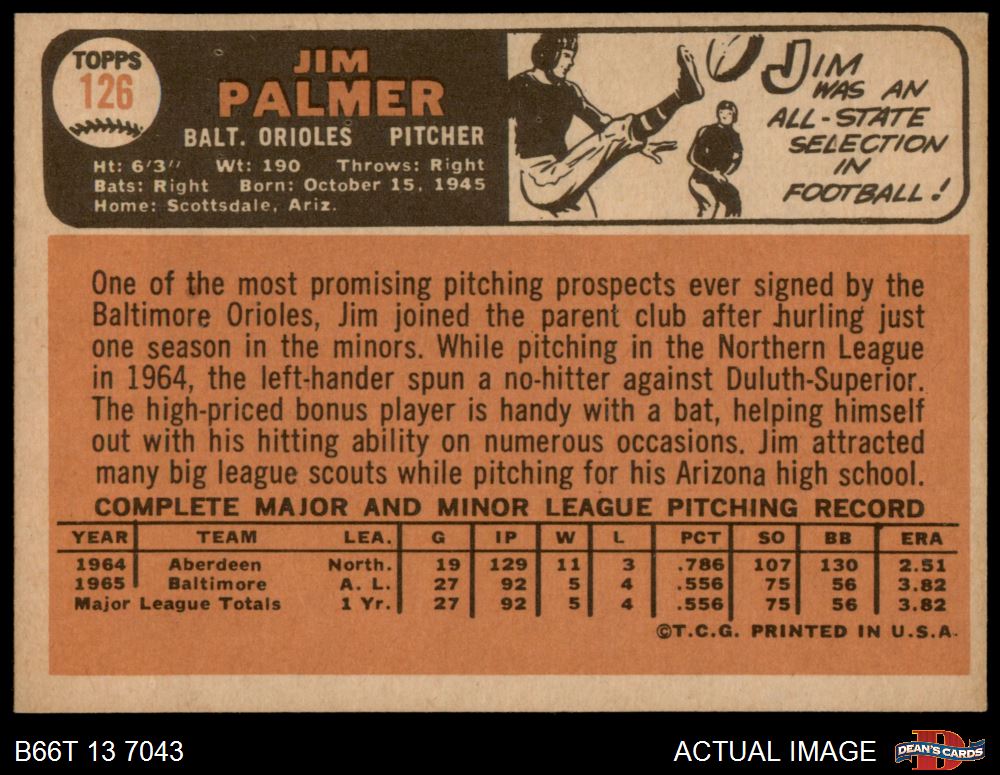 TOPPS
126
JIM
PALMER
BALT. ORIOLES PITCHER
Ht: 6'3" Wt: 190 Throws: Right
Bats: Right Born: October 15, 1945
Home: Scottsdale, Ariz.
JIM
WAS AN
ALL-STATE
SELECTION
IN
FOOTBALL!
One of the most promising pitching prospects ever signed by the
Baltimore Orioles, Jim joined the parent club after hurling just
one season in the minors. While pitching in the Northern League
in 1964, the left-hander spun a no-hitter against Duluth-Superior.
The high-priced bonus player is handy with a bat, helping himself
out with his hitting ability on numerous occasions. Jim attracted
many big league scouts while pitching for his Arizona high school.
COMPLETE MAJOR AND MINOR LEAGUE PITCHING RECORD
YEAR TEAM LEA. G IP W L PCT SO BB ERA
1964 Aberdeen North. 19 129 11 3 .786 107 130 2.51
1965 Baltimore A. L. 27 92 5 4 .556 75 56 3.82
Major League Totals 1 Yr. 27 92 5 4 .556 75 56 3.82
©T.C.G. PRINTED IN U.S.A.
B66T 13 7043
ACTUAL IMAGE
DEAN'S CARDS